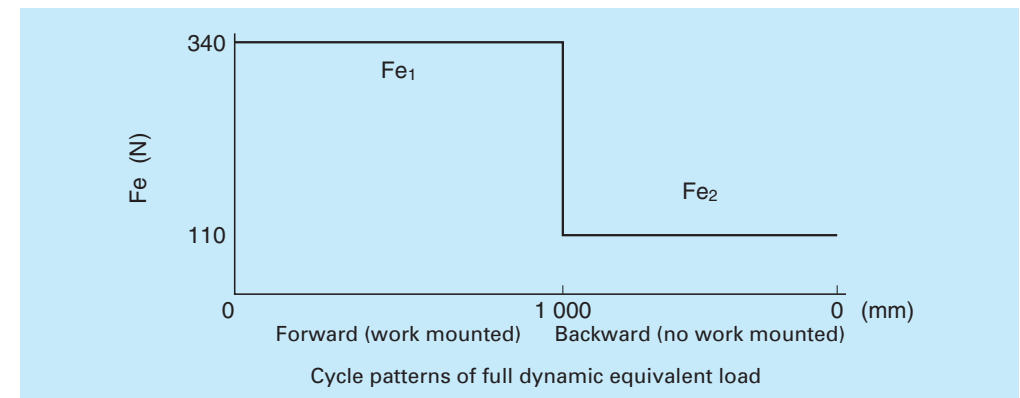 340
Fe1
Fe (N)
Fe2
110
0 1 000 0 (mm)
Forward (work mounted) Backward (no work mounted)
Cycle patterns of full dynamic equivalent load